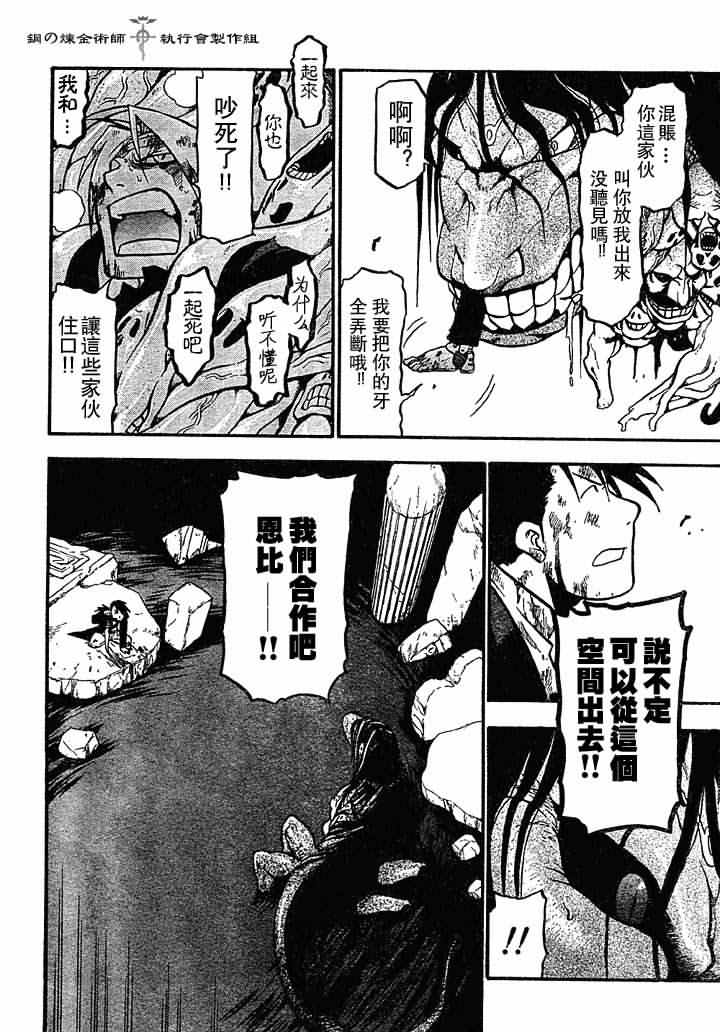 鋼の煉金術師 執行會製作組
混賬…
你這家伙
叫你放我出來
没聽見嗎!!
啊啊?
我要把你的牙
全弄斷哦!!
一起來
你也
吵死了!!
我和…
为什么
听不懂呢
一起死吧
讓這些家伙
住口!!
說不定
可以從這個
空間出去!!
!!
我們合作吧
恩比——!!